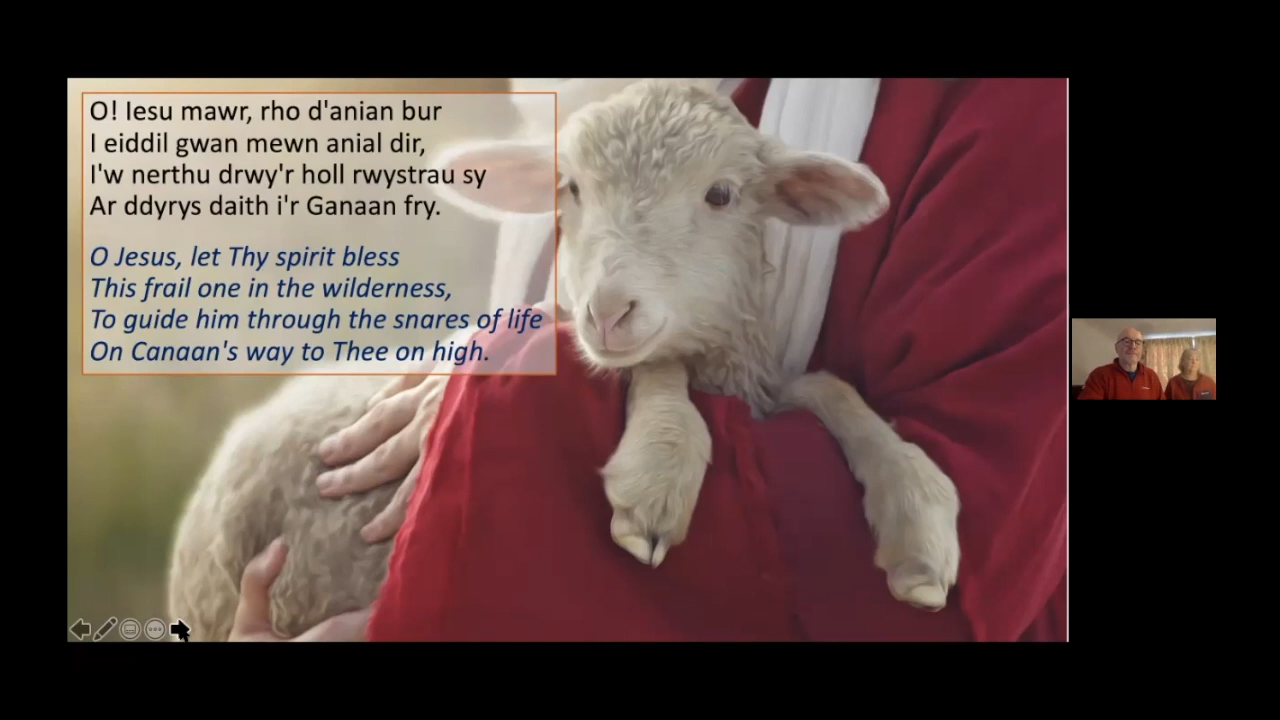 O! Iesu mawr, rho d'anian bur
I eiddil gwan mewn anial dir,
I'w nerthu drwy'r holl rwystrau sy
Ar ddyrys daith i'r Ganaan fry.
O Jesus, let Thy spirit bless
This frail one in the wilderness,
To guide him through the snares of life
On Canaan's way to Thee on high.